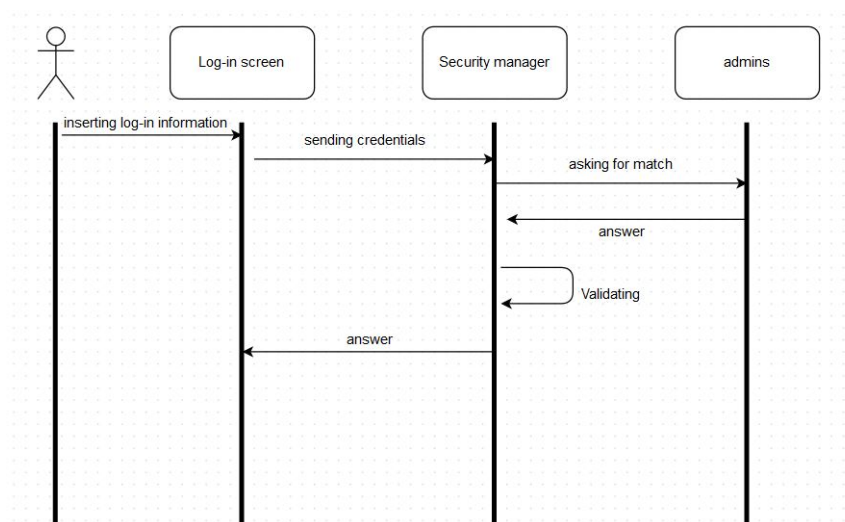 Log-in screen
Security manager
admins
inserting log-in information
sending credentials
asking for match
answer
Validating
answer